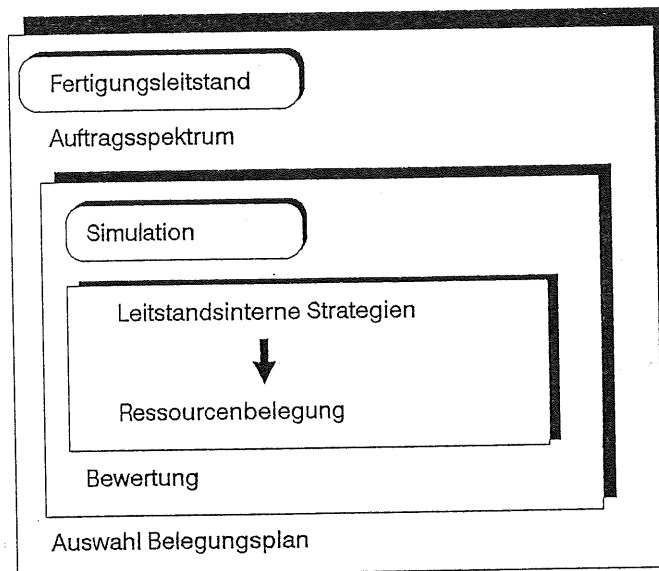 Fertigungsleitstand
Auftragsspektrum
Simulation
Leitstandsinterne Strategien
Ressourcenbelegung
Bewertung
Auswahl Belegungsplan